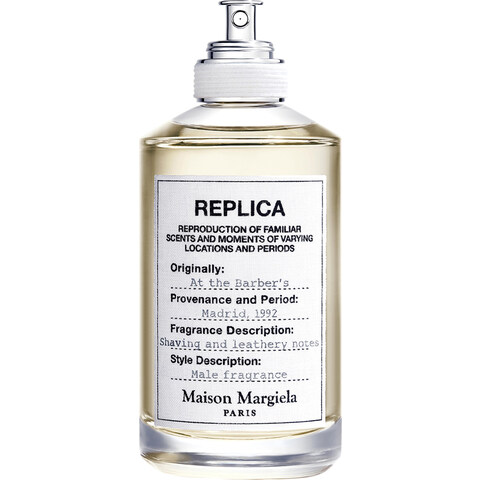 REPLICA
REPRODUCTION OF FAMILIAR
SCENTS AND MOMENTS OF VARYING
LOCATIONS AND PERIODS
Originally:
At the Barber's
Provenance and Period:
Madrid, 1992
Fragrance Description:
Shaving and leathery notes
Style Description:
Male fragrance
Maison Margiela
PARIS